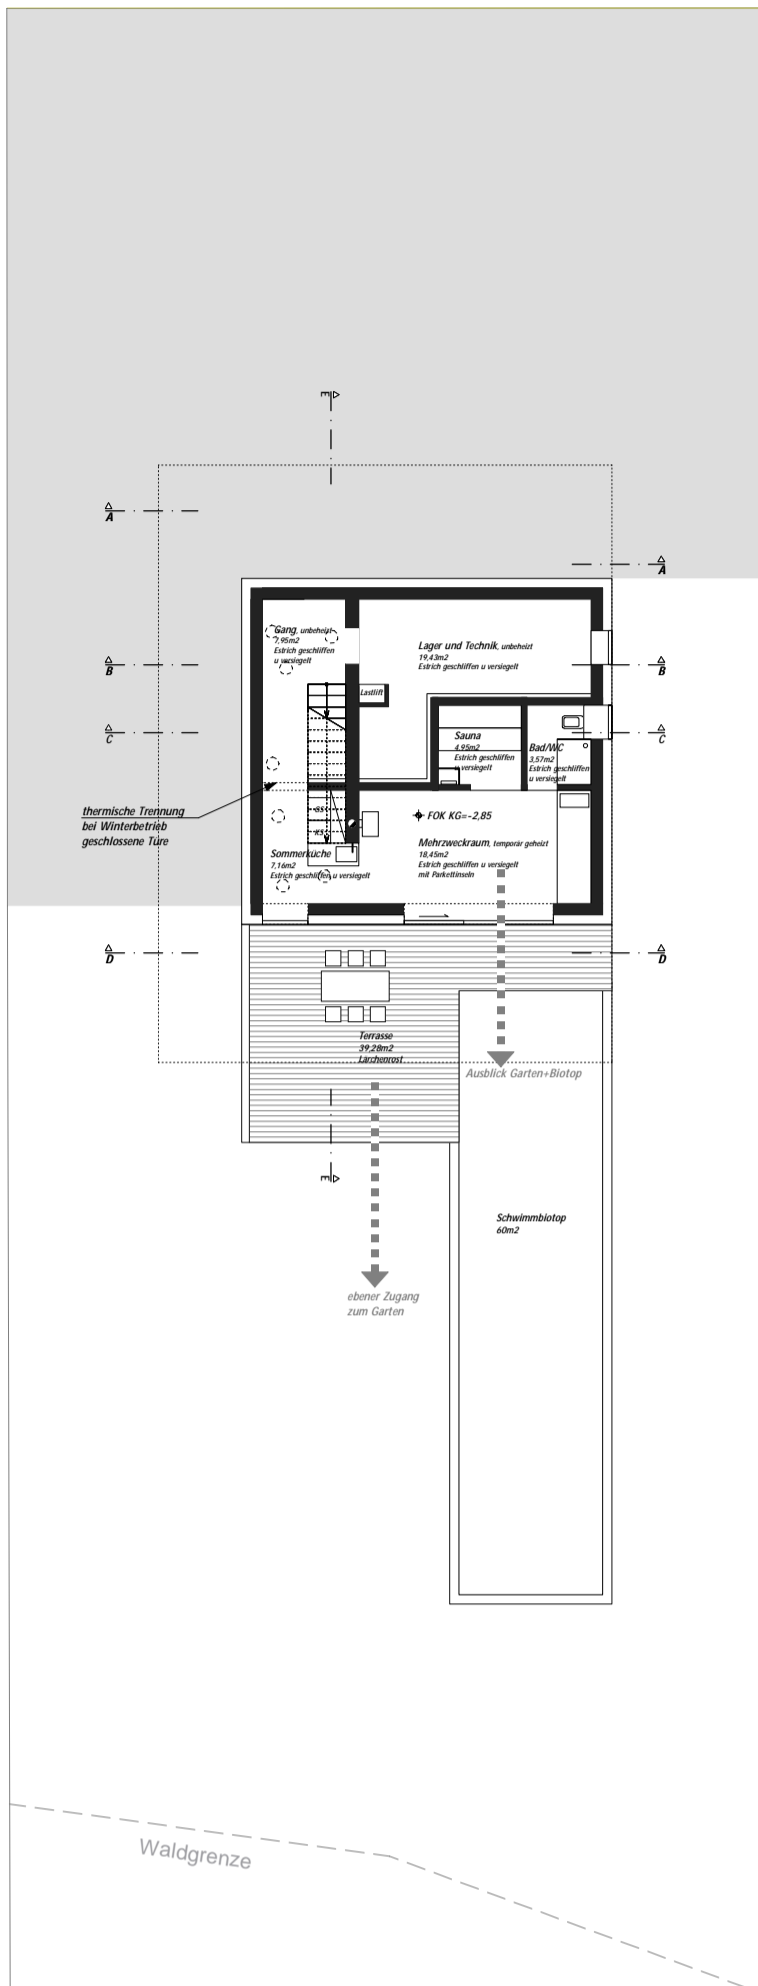 E
A
A
Gang, unbeheizt
7,95m2
Estrich geschliffen
u versiegelt
Lager und Technik, unbeheizt
19,43m2
Estrich geschliffen u versiegelt
B
B
Lastlift
C
C
Sauna
4,95m2
Estrich geschliffen
u versiegelt
Bad/WC
3,57m2
Estrich geschliffen
u versiegelt
thermische Trennung
bei Winterbetrieb
geschlossene Türe
GS
KS
FOK KG=-2,85
Sommerküche
7,16m2
Estrich geschliffen u versiegelt
Mehrzweckraum, temporär geheizt
18,45m2
Estrich geschliffen u versiegelt
mit Parkettinseln
D
D
Terrasse
39,28m2
Lärchenrost
Ausblick Garten+Biotop
E
Schwimmbiotop
60m2
ebener Zugang
zum Garten
Waldgrenze